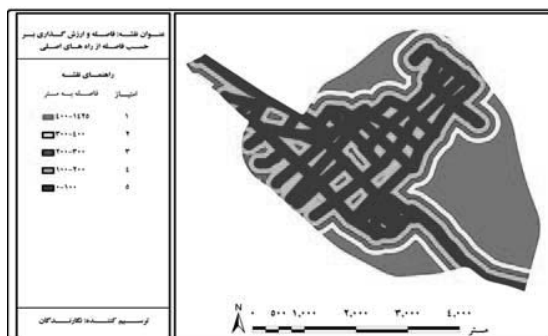 عنوان نقشه: فاصله و ارزش گذاری بر
حسب فاصله از راه های اصلی
راهنمای نقشه
امتیاز فاصله به متر
۱ ۴۰۰-۱۴۲۵
۲ ۳۰۰-۴۰۰
۳ ۲۰۰-۳۰۰
۴ ۱۰۰-۲۰۰
۵ ۰-۱۰۰
ترسیم کننده: نگارندگان
N
۰ ۵۰۰ ۱,۰۰۰ ۲,۰۰۰ ۳,۰۰۰ ۴,۰۰۰
متر